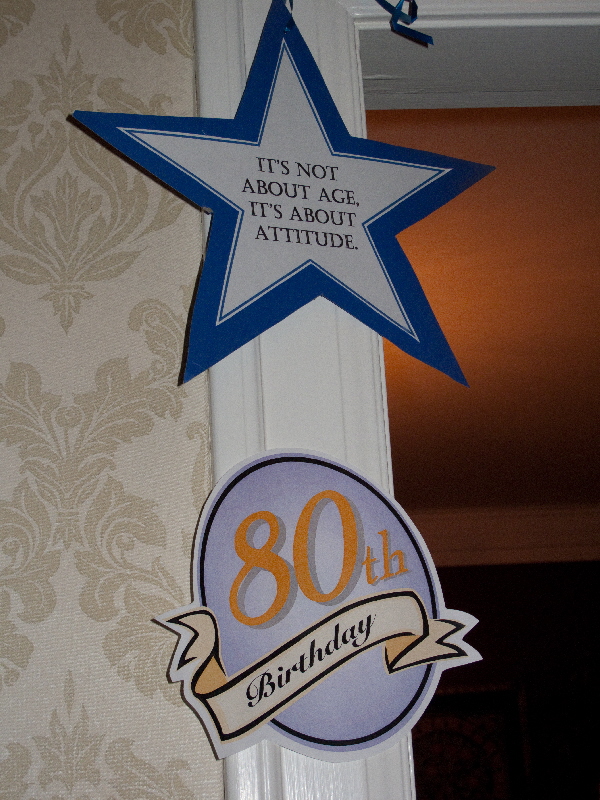 IT'S NOT
ABOUT AGE,
IT'S ABOUT
ATTITUDE.
80th
Birthday